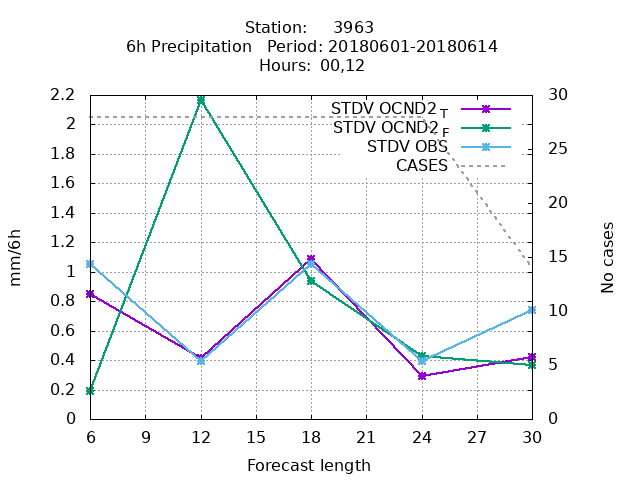 Station: 3963
6h Precipitation Period: 20180601-20180614
Hours: 00,12
2.2
2
1.8
1.6
1.4
1.2
1
0.8
0.6
0.4
0.2
0
mm/6h
30
25
20
15
10
5
0
No cases
STDV OCND2_T
STDV OCND2_F
STDV OBS
CASES
6 9 12 15 18 21 24 27 30
Forecast length